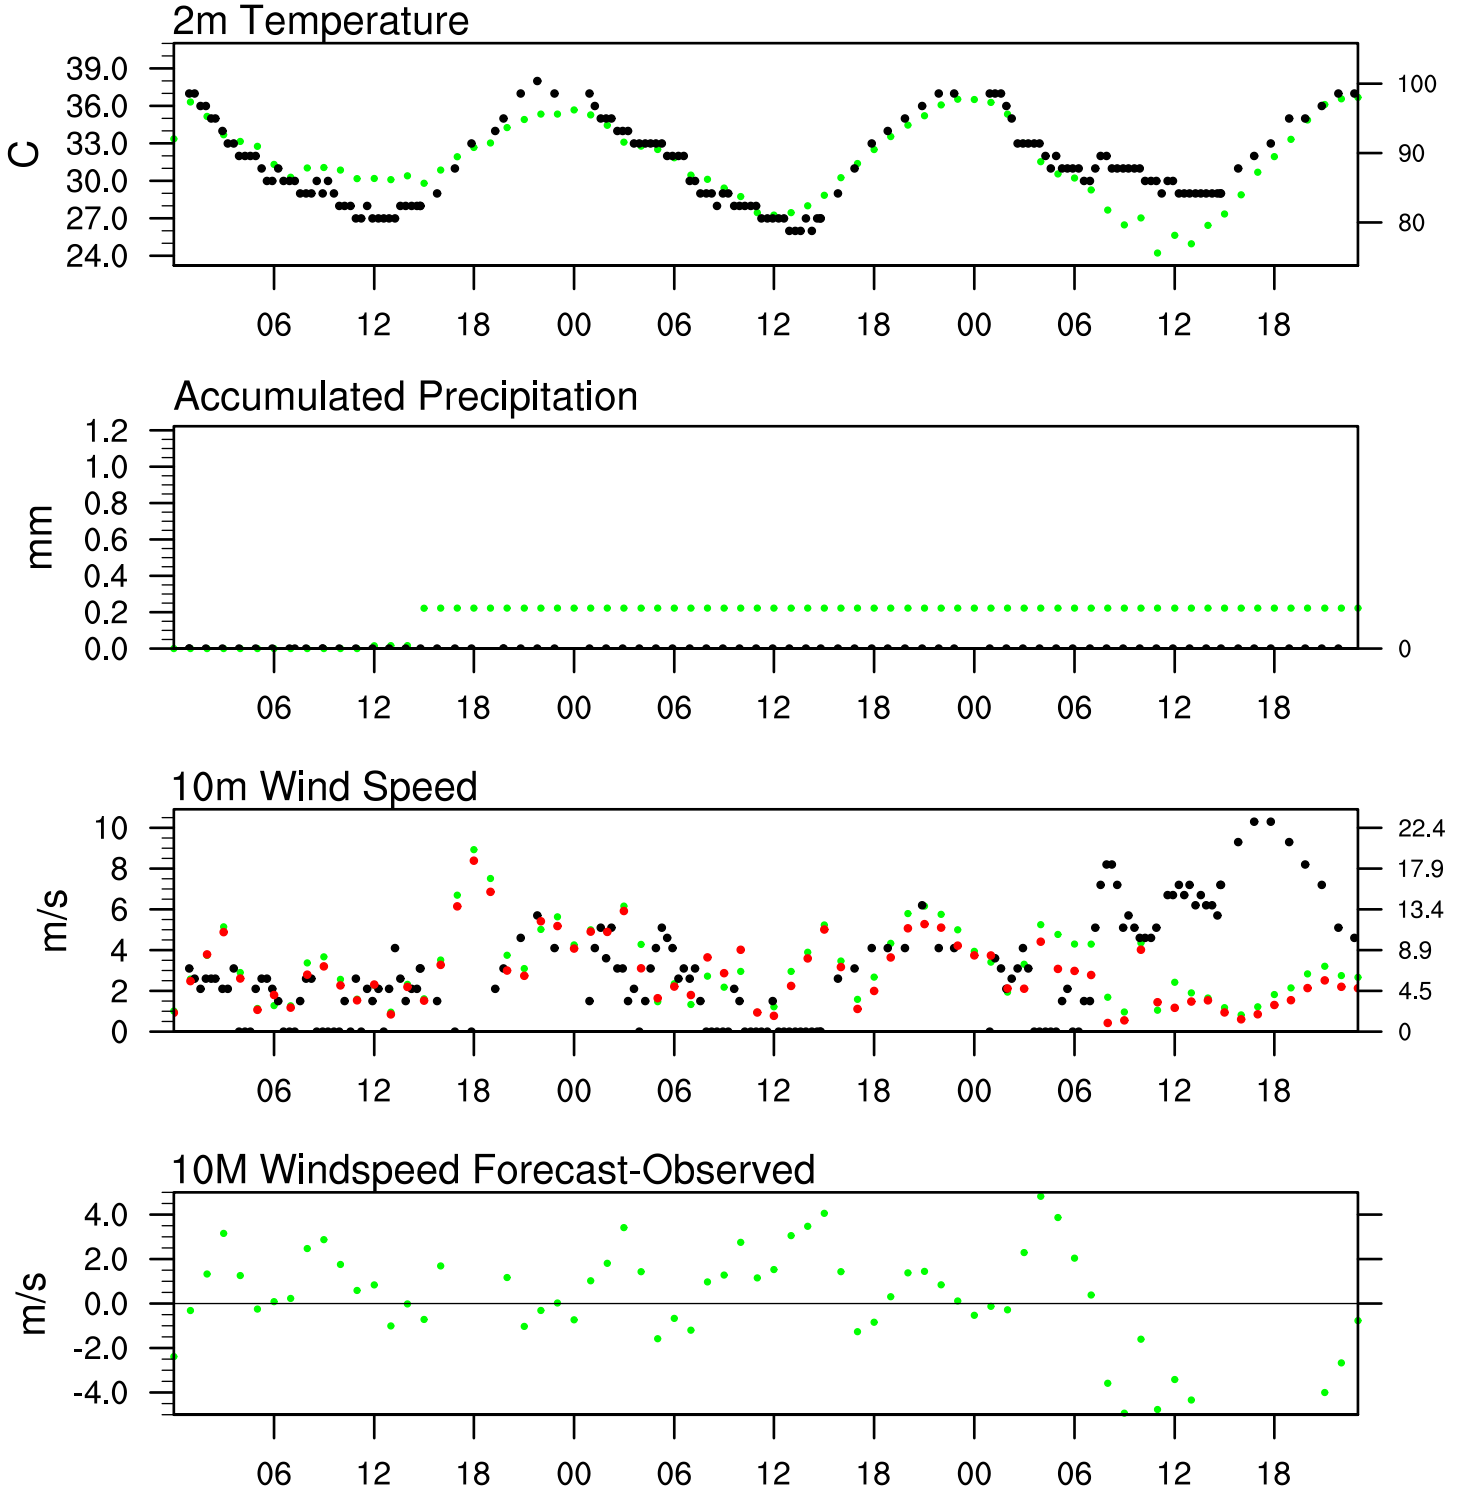 2m Temperature
39.0
36.0
33.0
30.0
27.0
24.0
C
100
90
80
06 12 18 00 06 12 18 00 06 12 18
Accumulated Precipitation
1.2
1.0
0.8
0.6
0.4
0.2
0.0
mm
0
06 12 18 00 06 12 18 00 06 12 18
10m Wind Speed
10
8
6
4
2
0
m/s
22.4
17.9
13.4
8.9
4.5
0
06 12 18 00 06 12 18 00 06 12 18
10M Windspeed Forecast-Observed
4.0
2.0
0.0
-2.0
-4.0
m/s
06 12 18 00 06 12 18 00 06 12 18